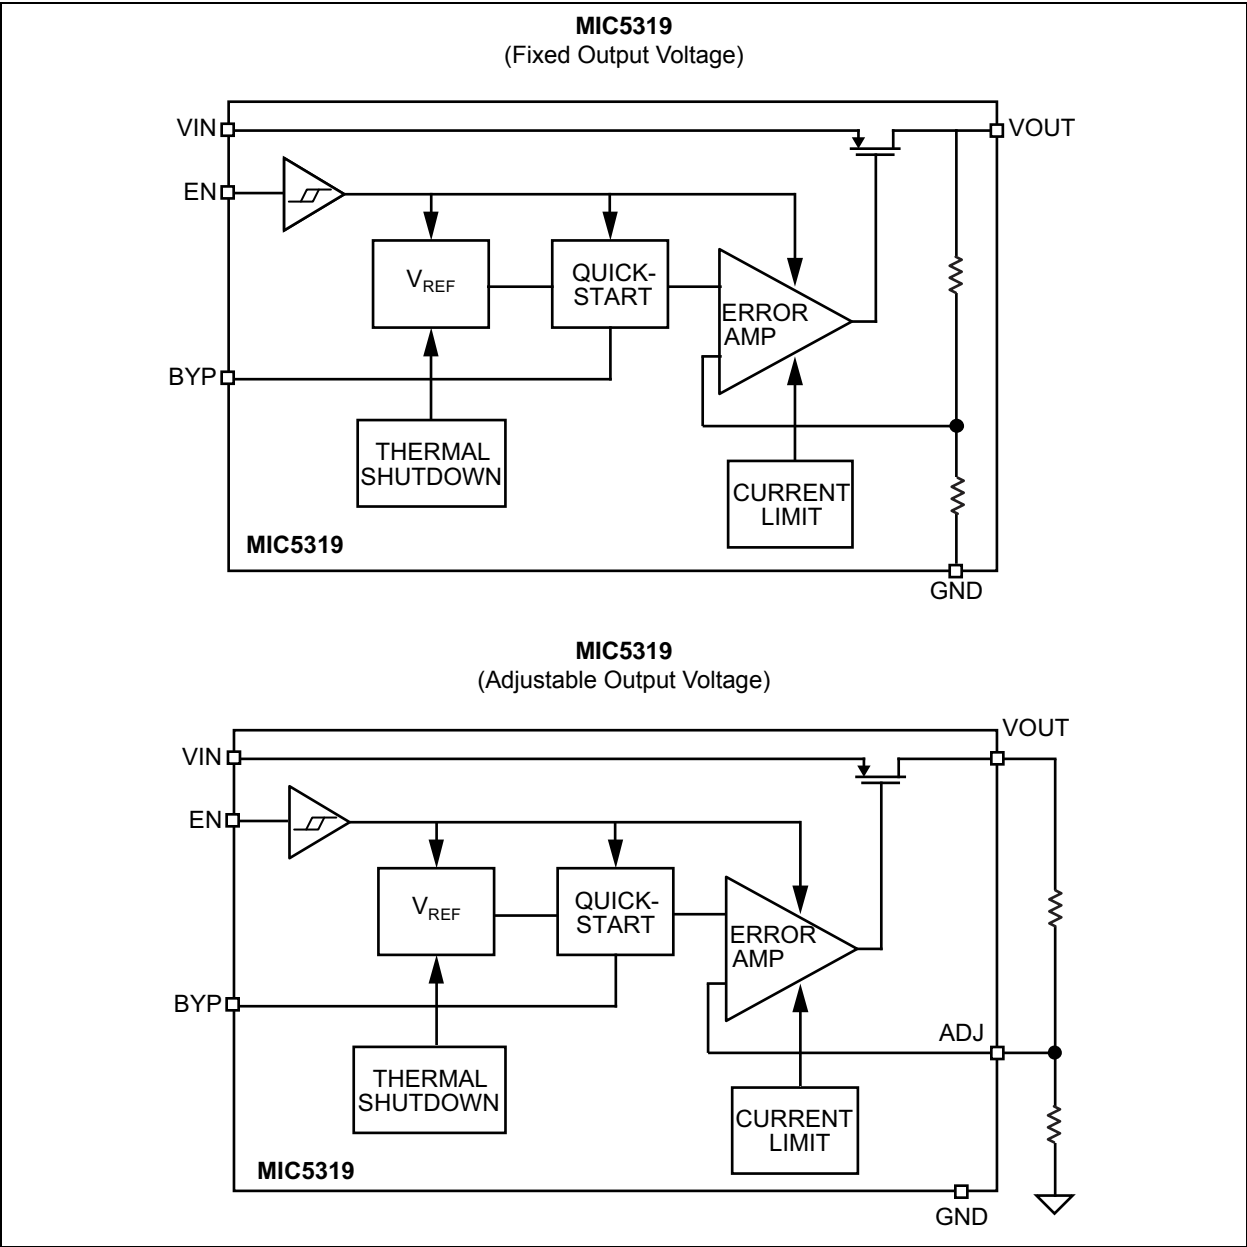 MIC5319
(Fixed Output Voltage)
VIN
VOUT
EN
VREF
QUICK-
START
ERROR
AMP
BYP
THERMAL
SHUTDOWN
CURRENT
LIMIT
MIC5319
GND
MIC5319
(Adjustable Output Voltage)
VOUT
VIN
EN
VREF
QUICK-
START
ERROR
AMP
BYP
ADJ
THERMAL
SHUTDOWN
CURRENT
LIMIT
MIC5319
GND